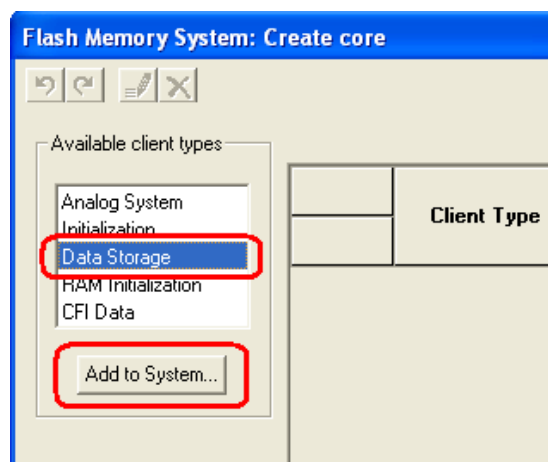 Flash Memory System: Create core
Available client types
Analog System
Initialization
Data Storage
RAM Initialization
CFI Data
Add to System...
Client Type